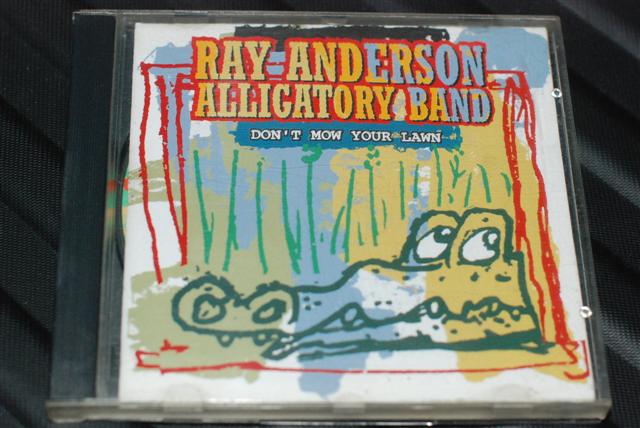 RAY ANDERSON
ALLIGATORY BAND
DON'T MOW YOUR LAWN